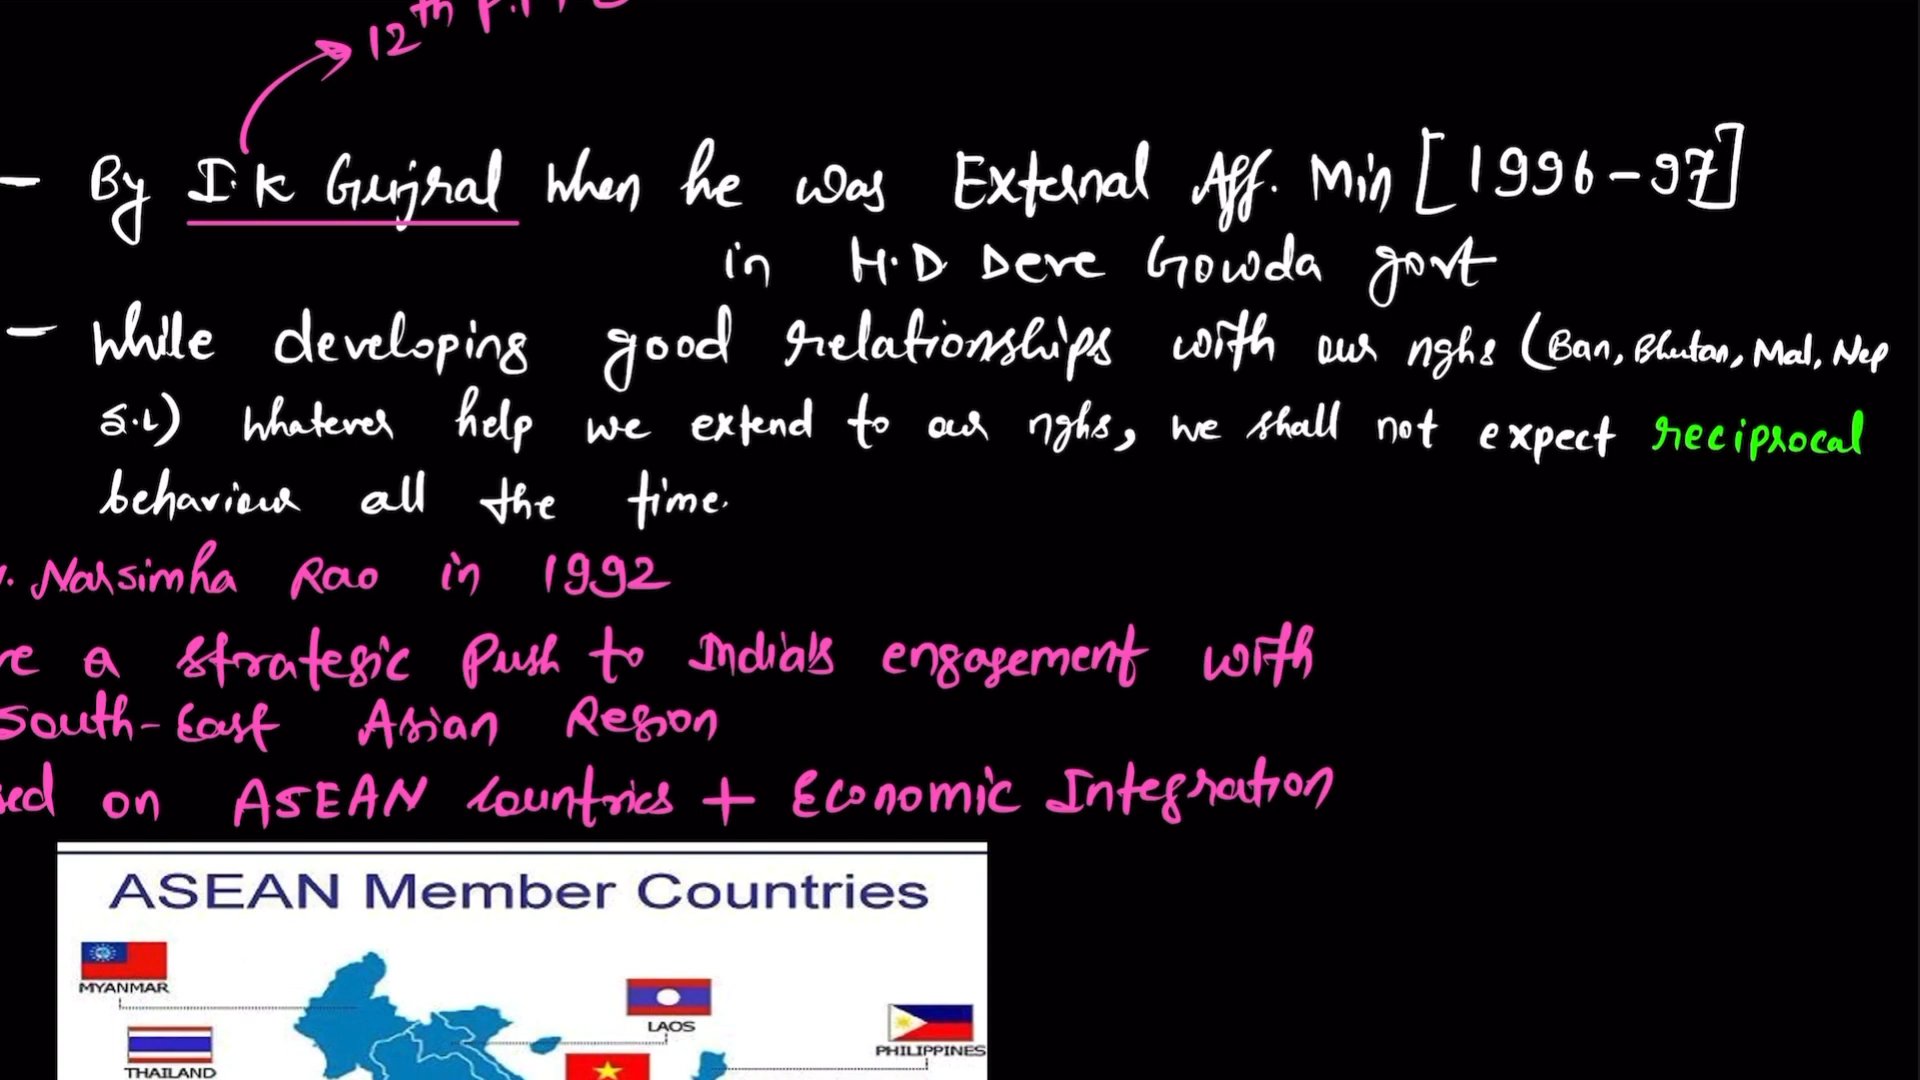 12th P.M
- By I.K Gujral when he was External Aff. Min [1996-97]
in H.D Deve Gowda govt
- While developing good relationships with our nghs (Ban, Bhutan, Mal, Nep
S.L) Whatever help we extend to our nghs, we shall not expect reciprocal
behaviour all the time.
. Narsimha Rao in 1992
a strategic Push to India's engagement with
South-East Asian Region
on ASEAN Countries + Economic Integration
ASEAN Member Countries
MYANMAR
LAOS
PHILIPPINES
THAILAND